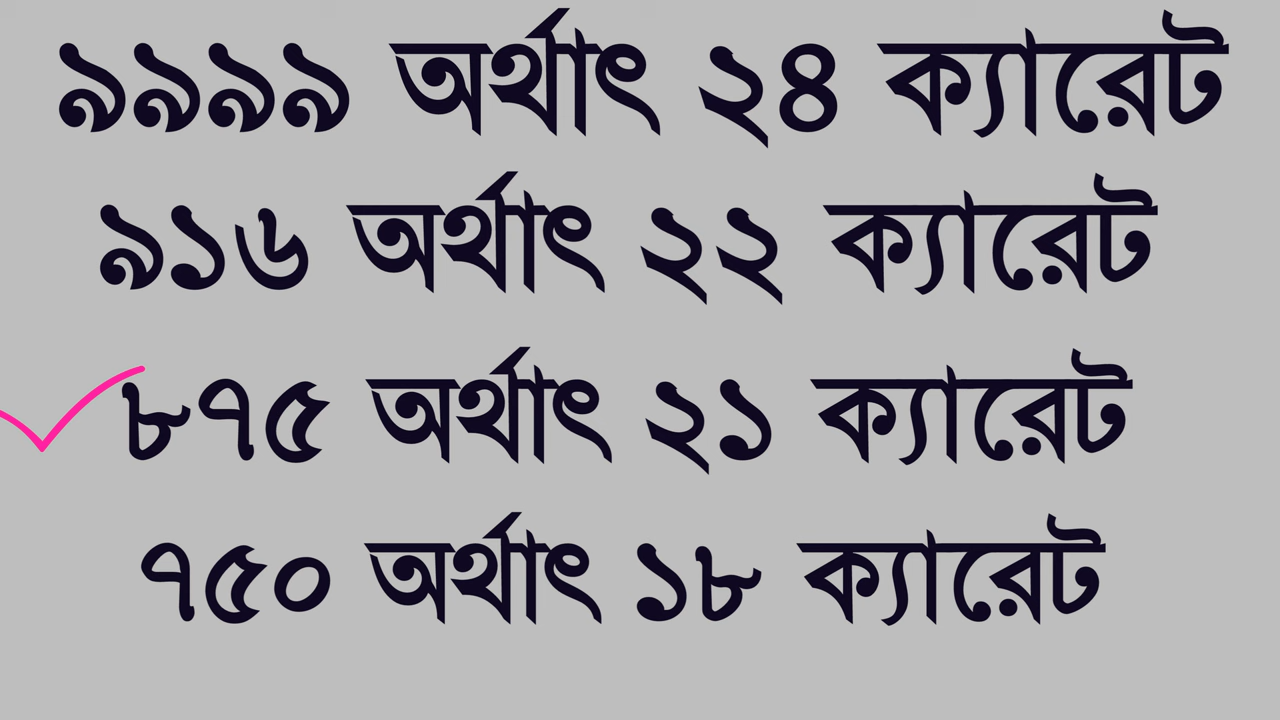 ৯৯৯৯ অর্থাৎ ২৪ ক্যারেট
৯১৬ অর্থাৎ ২২ ক্যারেট
৮৭৫ অর্থাৎ ২১ ক্যারেট
৭৫০ অর্থাৎ ১৮ ক্যারেট